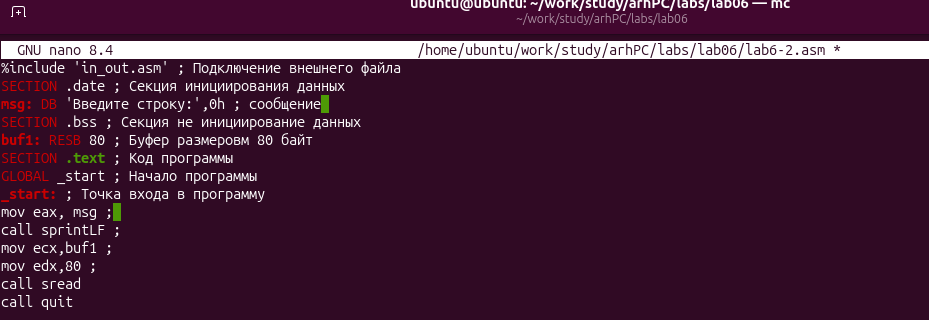 ubuntu@ubuntu: ~/work/study/arhPC/labs/lab06 — mc
~/work/study/arhPC/labs/lab06
GNU nano 8.4 /home/ubuntu/work/study/arhPC/labs/lab06/lab6-2.asm *
%include 'in_out.asm' ; Подключение внешнего файла
SECTION .date ; Секция инициирования данных
msg: DB 'Введите строку:',0h ; сообщение
SECTION .bss ; Секция не инициирование данных
buf1: RESB 80 ; Буфер размеровм 80 байт
SECTION .text ; Код программы
GLOBAL _start ; Начало программы
_start: ; Точка входа в программу
mov eax, msg ;
call sprintLF ;
mov ecx,buf1 ;
mov edx,80 ;
call sread
call quit